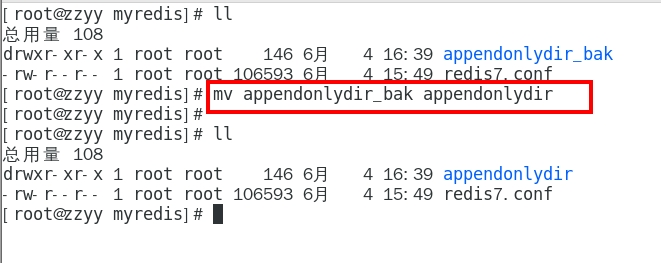 [root@zzyy myredis]# ll
总用量 108
drwxr-xr-x 1 root root    146 6月   4 16:39 appendonlydir_bak
-rw-r--r-- 1 root root 106593 6月   4 15:49 redis7.conf
[root@zzyy myredis]# mv appendonlydir_bak appendonlydir
[root@zzyy myredis]#
[root@zzyy myredis]# ll
总用量 108
drwxr-xr-x 1 root root    146 6月   4 16:39 appendonlydir
-rw-r--r-- 1 root root 106593 6月   4 15:49 redis7.conf
[root@zzyy myredis]#